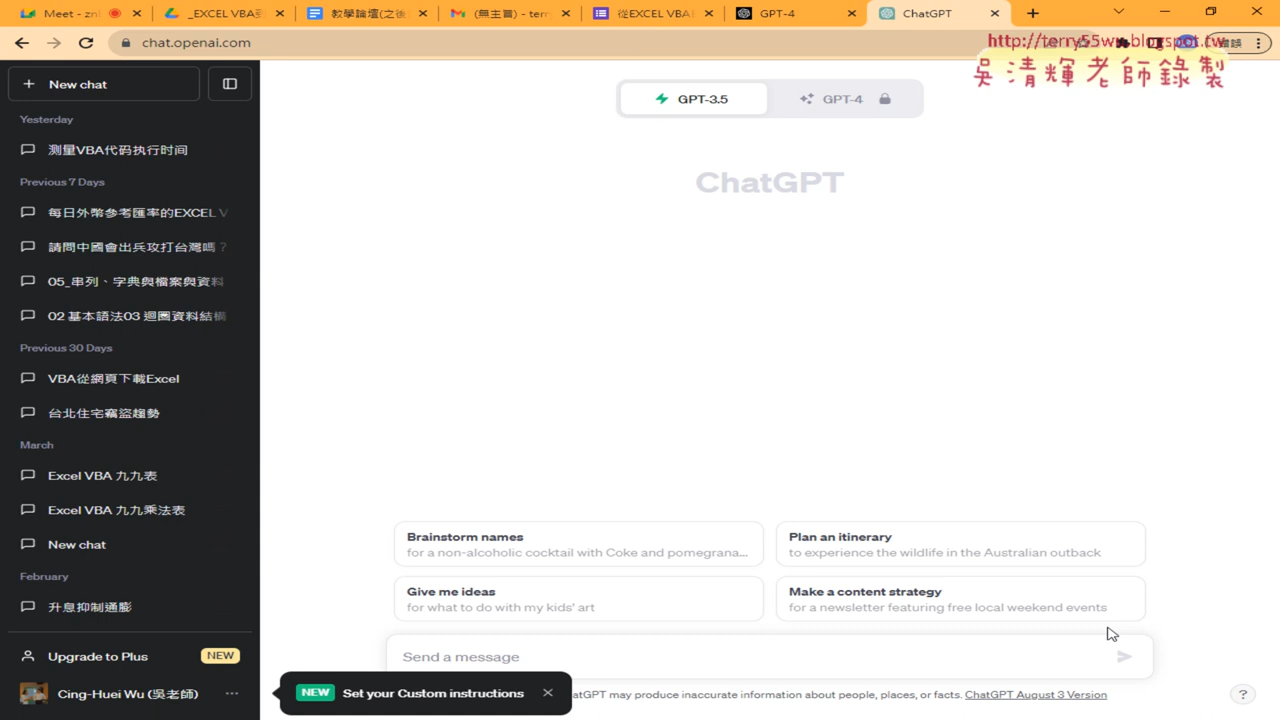 Meet - znl
_EXCEL VBA到
教學論壇(之後
(無主旨) - terr
從EXCEL VBA
GPT-4
ChatGPT
chat.openai.com
http://terry55wu.blogspot.tw
吳清輝老師錄製
New chat
GPT-3.5
GPT-4
Yesterday
测量VBA代码执行时间
Previous 7 Days
每日外幣參考匯率的EXCEL V
請問中國會出兵攻打台灣嗎?
05_串列、字典與檔案與資料
02 基本語法03 迴圈資料結構
Previous 30 Days
VBA從網頁下載Excel
台北住宅竊盜趨勢
March
Excel VBA 九九表
Excel VBA 九九乘法表
New chat
February
升息抑制通膨
Upgrade to Plus
NEW
Cing-Huei Wu (吳老師)
ChatGPT
Brainstorm names
for a non-alcoholic cocktail with Coke and pomegrana...
Plan an itinerary
to experience the wildlife in the Australian outback
Give me ideas
for what to do with my kids' art
Make a content strategy
for a newsletter featuring free local weekend events
Send a message
NEW Set your Custom instructions
atGPT may produce inaccurate information about people, places, or facts. ChatGPT August 3 Version
?